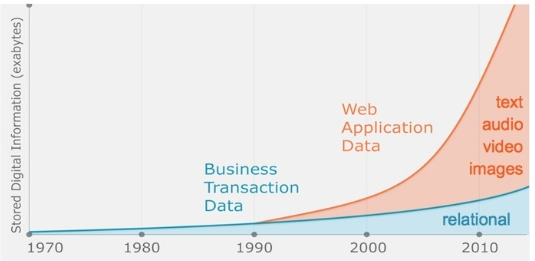 Stored Digital Information (exabytes)
Web
Application
Data
text
audio
video
images
Business
Transaction
Data
relational
1970
1980
1990
2000
2010